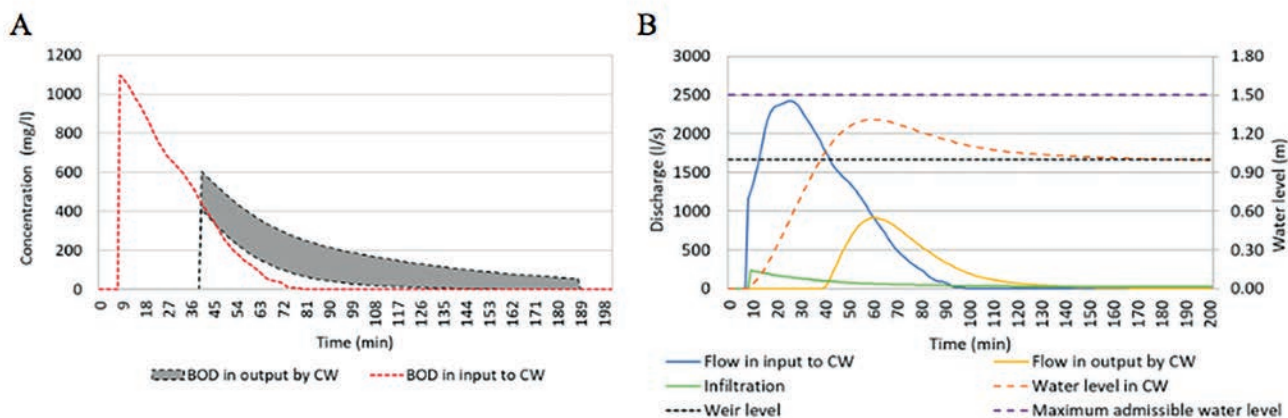 A
1200
1000
800
600
400
200
0
Concentration (mg/l)
0 9 18 27 36 45 54 63 72 81 90 99 108 117 126 135 144 153 162 171 180 189 198
Time (min)
BOD in output by CW BOD in input to CW
B
3000 1.80
2500 1.50
2000 1.20
1500 0.90
1000 0.60
500 0.30
0 0.00
Discharge (l/s)
Water level (m)
0 10 20 30 40 50 60 70 80 90 100 110 120 130 140 150 160 170 180 190 200
Time (min)
Flow in input to CW Flow in output by CW
Infiltration Water level in CW
Weir level Maximum admissible water level